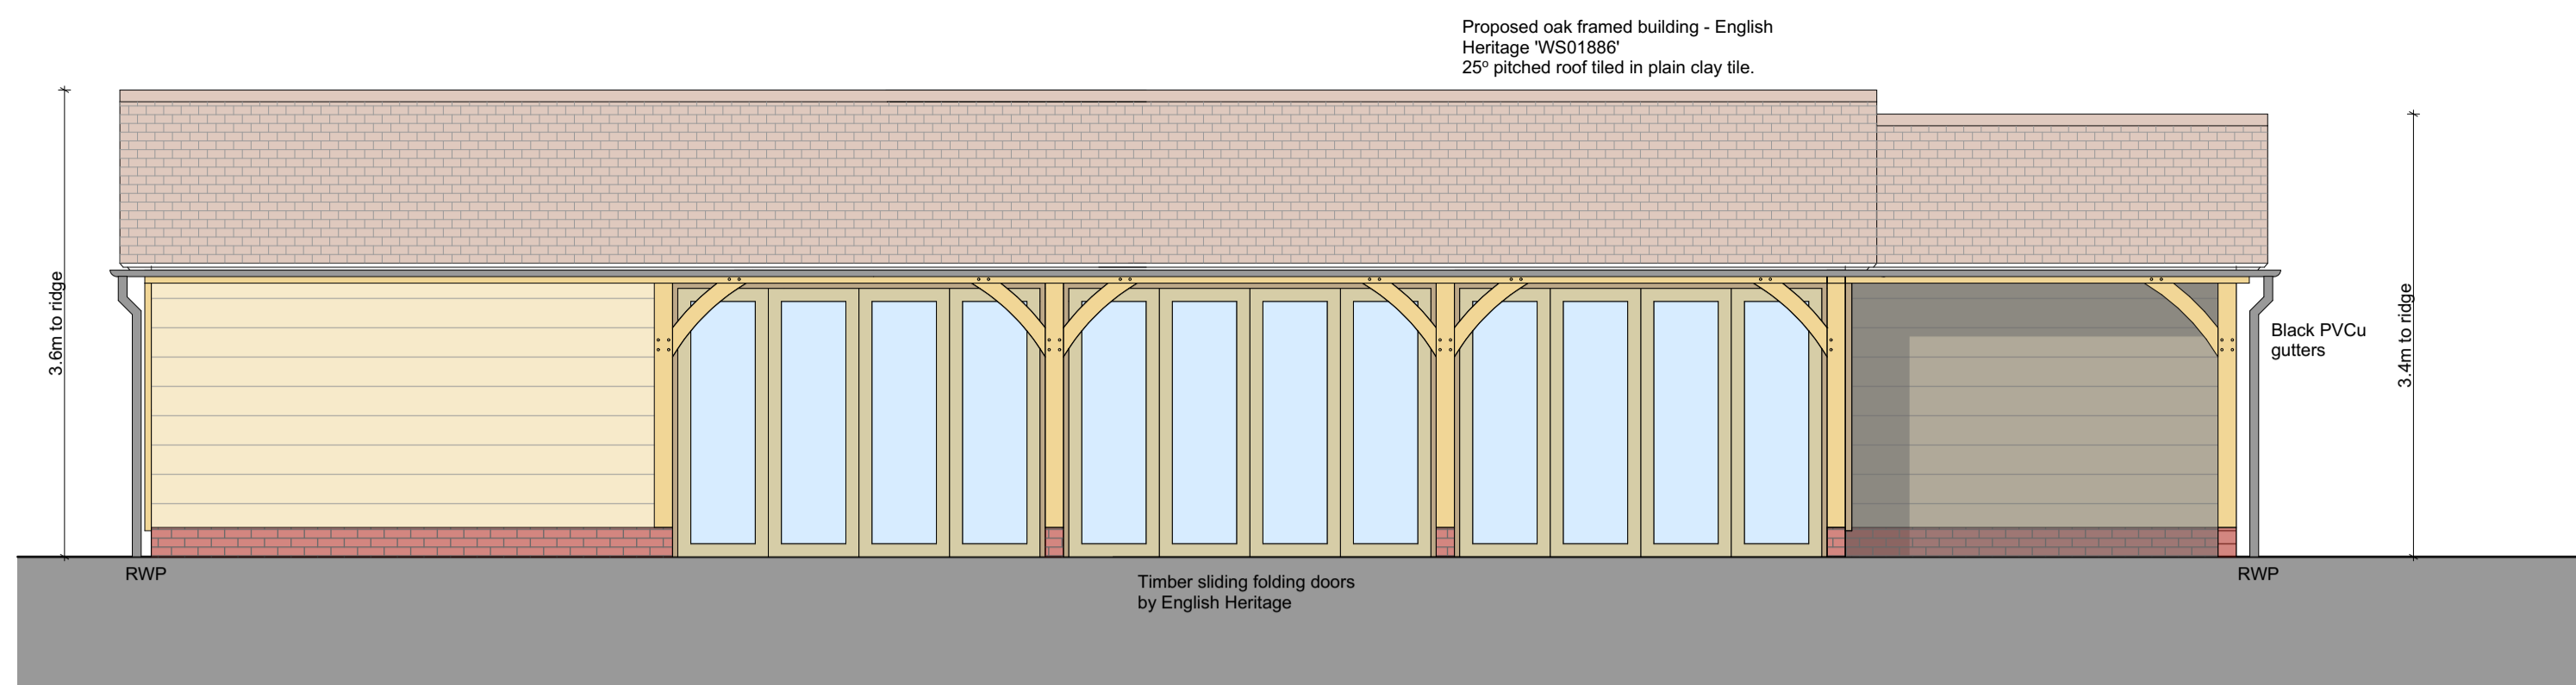 Proposed oak framed building - English
Heritage 'WS01886'
25º pitched roof tiled in plain clay tile.
3.6m to ridge
3.4m to ridge
Black PVCu
gutters
RWP
Timber sliding folding doors
by English Heritage
RWP